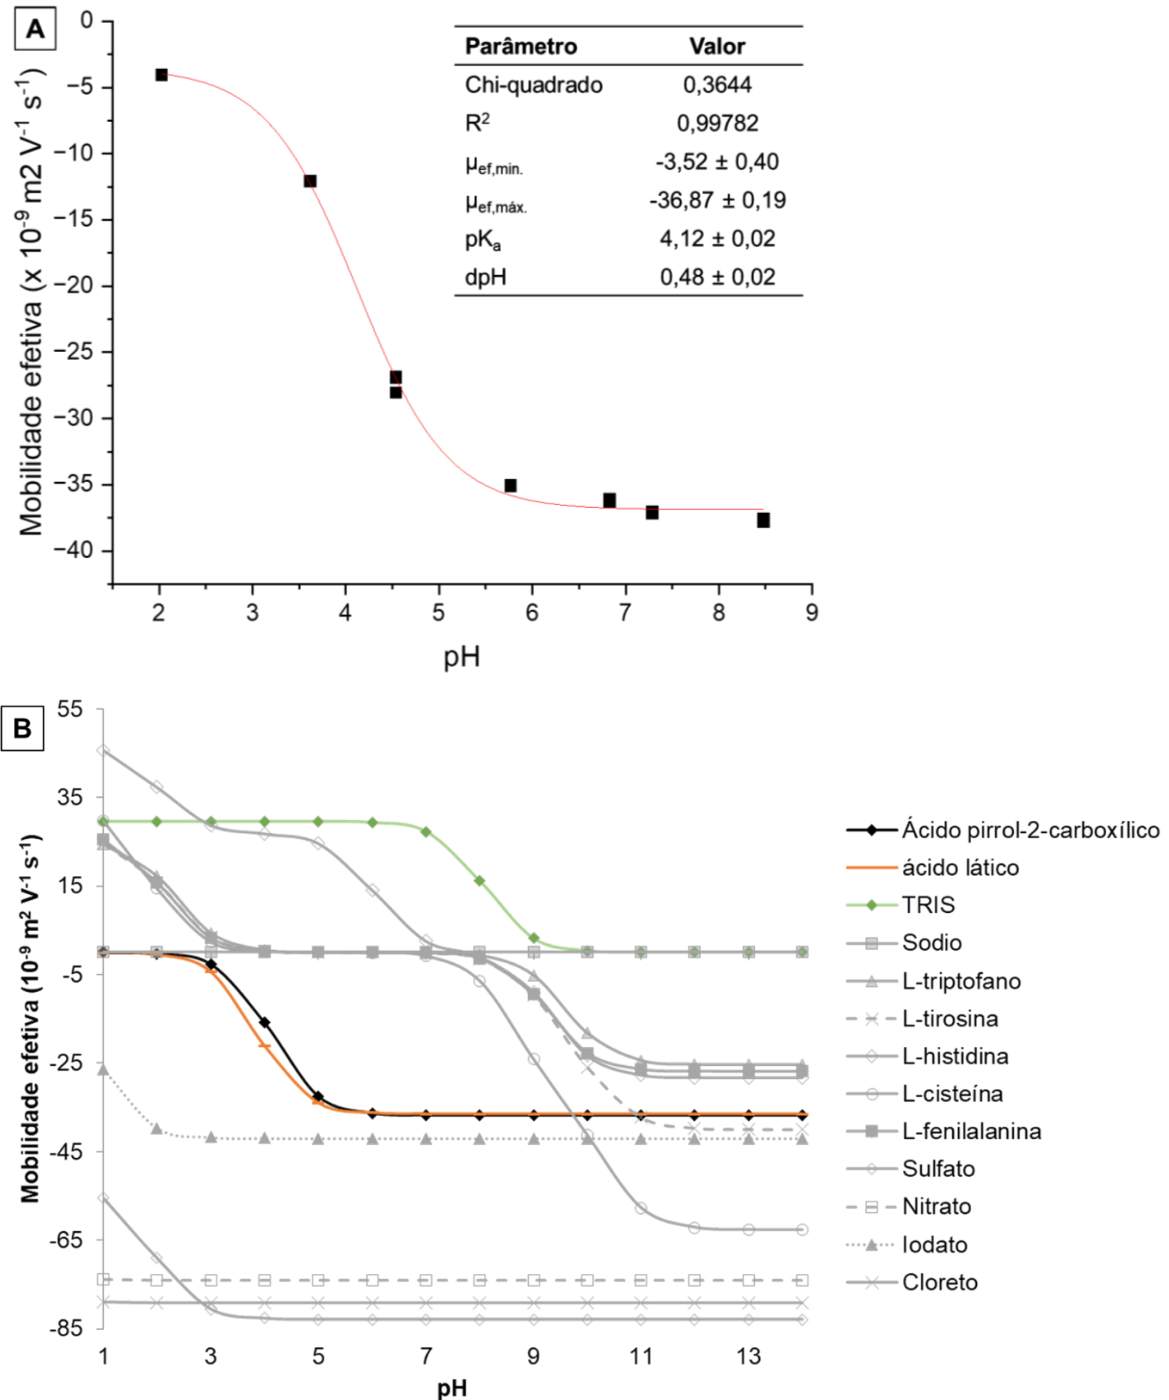 A
Mobilidade efetiva (x 10⁻⁹ m2 V⁻¹ s⁻¹)
0
−5
−10
−15
−20
−25
−30
−35
−40
Parâmetro Valor
Chi-quadrado 0,3644
R² 0,99782
μef,min. -3,52 ± 0,40
μef,máx. -36,87 ± 0,19
pKa 4,12 ± 0,02
dpH 0,48 ± 0,02
2 3 4 5 6 7 8 9
pH
B
Mobilidade efetiva (10⁻⁹ m² V⁻¹ s⁻¹)
55
35
15
-5
-25
-45
-65
-85
1 3 5 7 9 11 13
pH
Ácido pirrol-2-carboxílico
ácido lático
TRIS
Sodio
L-triptofano
L-tirosina
L-histidina
L-cisteína
L-fenilalanina
Sulfato
Nitrato
Iodato
Cloreto